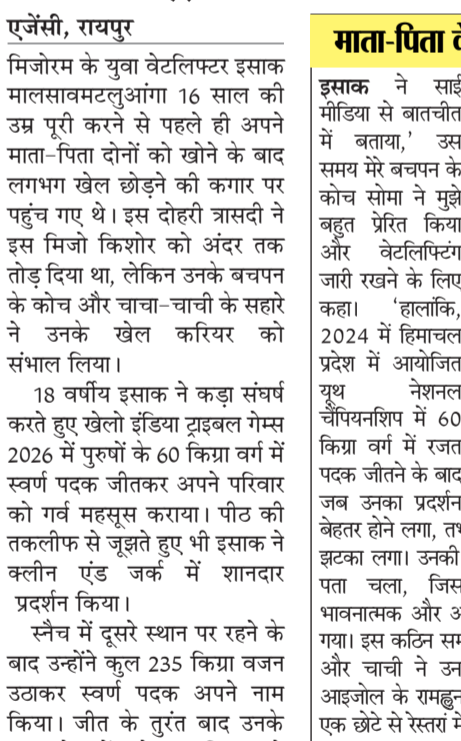 एजेंसी, रायपुर
मिजोरम के युवा वेटलिफ्टर इसाक
मालसावमटलुआंगा 16 साल की
उम्र पूरी करने से पहले ही अपने
माता-पिता दोनों को खोने के बाद
लगभग खेल छोड़ने की कगार पर
पहुंच गए थे। इस दोहरी त्रासदी ने
इस मिजो किशोर को अंदर तक
तोड़ दिया था, लेकिन उनके बचपन
के कोच और चाचा-चाची के सहारे
ने उनके खेल करियर को
संभाल लिया।
18 वर्षीय इसाक ने कड़ा संघर्ष
करते हुए खेलो इंडिया ट्राइबल गेम्स
2026 में पुरुषों के 60 किग्रा वर्ग में
स्वर्ण पदक जीतकर अपने परिवार
को गर्व महसूस कराया। पीठ की
तकलीफ से जूझते हुए भी इसाक ने
क्लीन एंड जर्क में शानदार
प्रदर्शन किया।
स्नैच में दूसरे स्थान पर रहने के
बाद उन्होंने कुल 235 किग्रा वजन
उठाकर स्वर्ण पदक अपने नाम
किया। जीत के तुरंत बाद उनके
माता-पिता
इसाक ने साई
मीडिया से बातचीत
में बताया,' उस
समय मेरे बचपन के
कोच सोमा ने मुझे
बहुत प्रेरित किया
और वेटलिफ्टिंग
जारी रखने के लिए
कहा। 'हालांकि,
2024 में हिमाचल
प्रदेश में आयोजित
यूथ नेशनल
चैंपियनशिप में 60
किग्रा वर्ग में रजत
पदक जीतने के बाद
जब उनका प्रदर्शन
बेहतर होने लगा,
झटका लगा। उनकी
पता चला, जिस
भावनात्मक और
गया। इस कठिन
और चाची ने
आइजोल के
एक छोटे से रेस्तरां